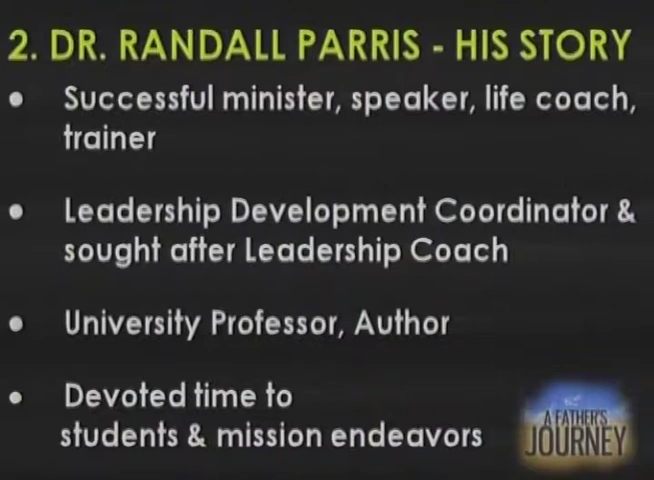 2. DR. RANDALL PARRIS - HIS STORY
• Successful minister, speaker, life coach,
trainer
• Leadership Development Coordinator &
sought after Leadership Coach
• University Professor, Author
• Devoted time to
students & mission endeavors
A FATHER'S
JOURNEY